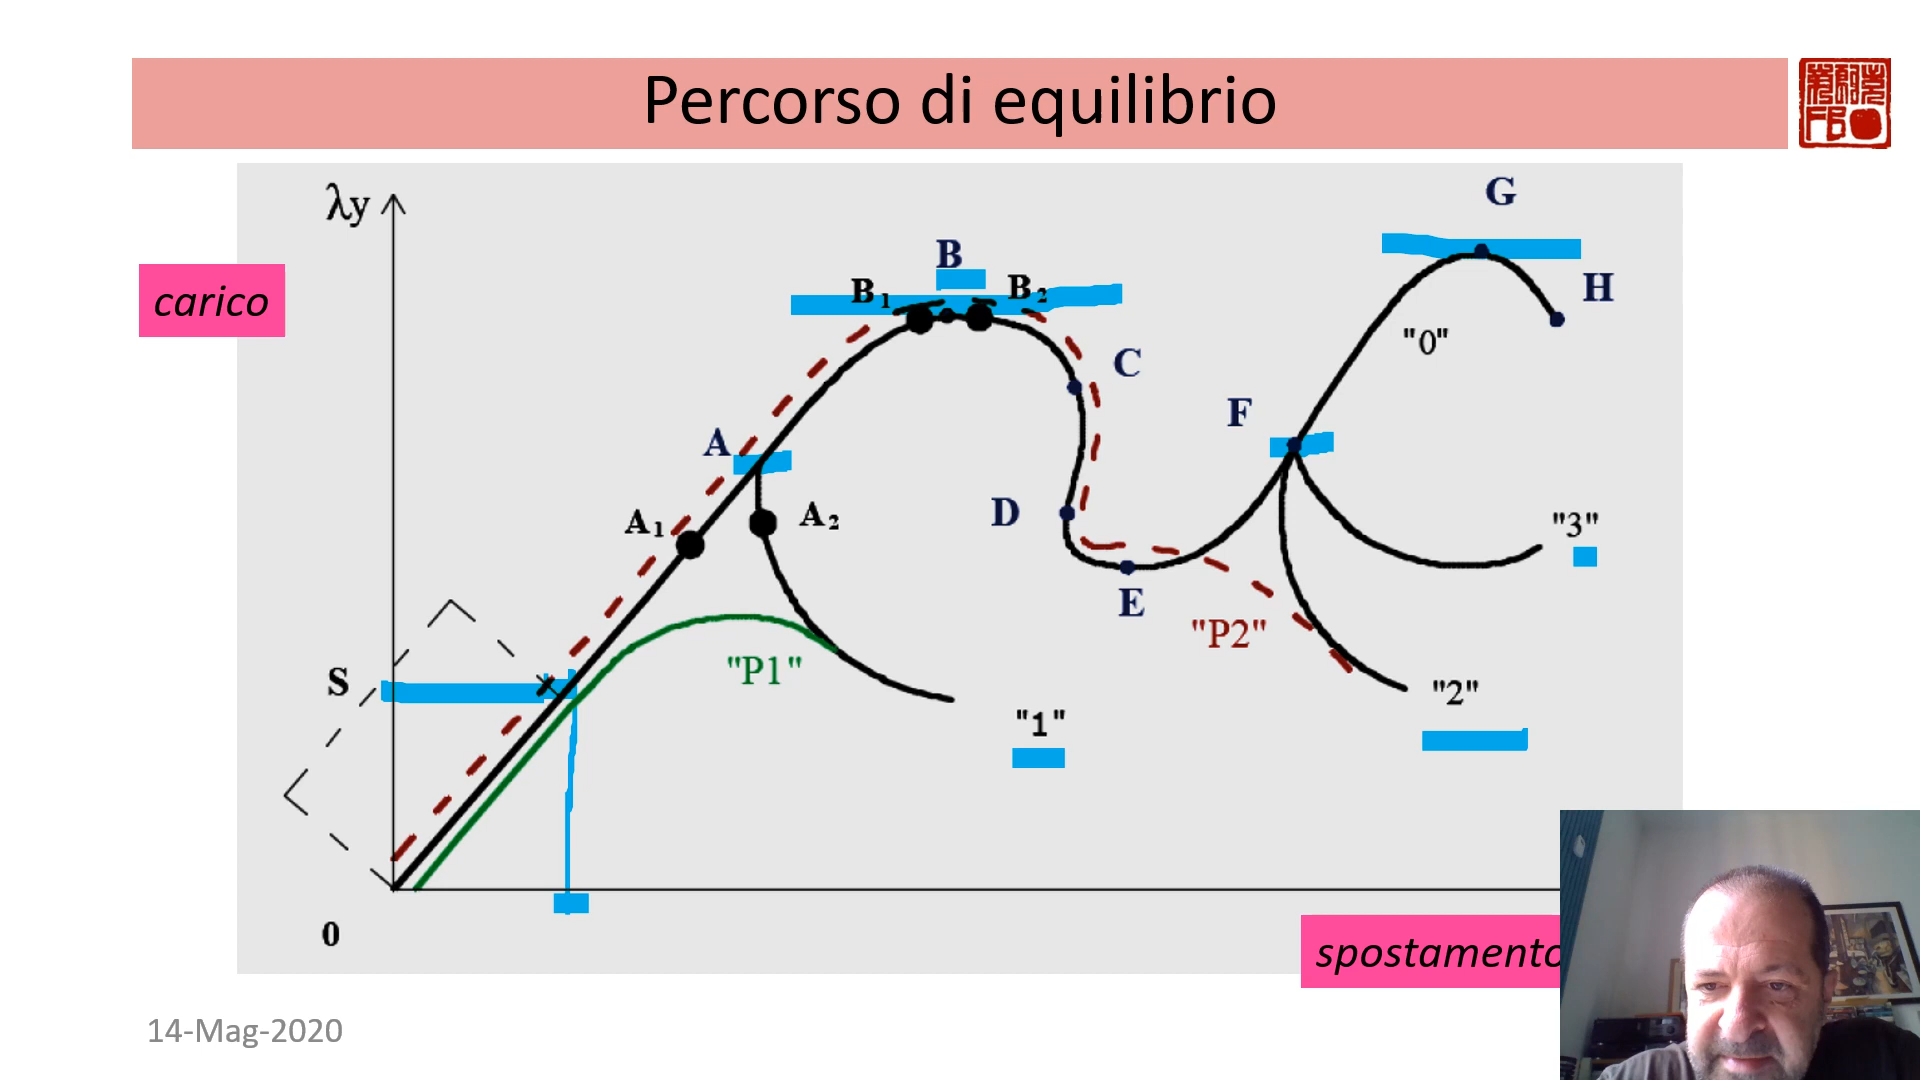 Percorso di equilibrio
λy
carico
G
B
B₁
B₂
H
"0"
C
F
A
A₁
A₂
D
"3"
E
"P2"
S
"P1"
"2"
"1"
0
spostamento
14-Mag-2020